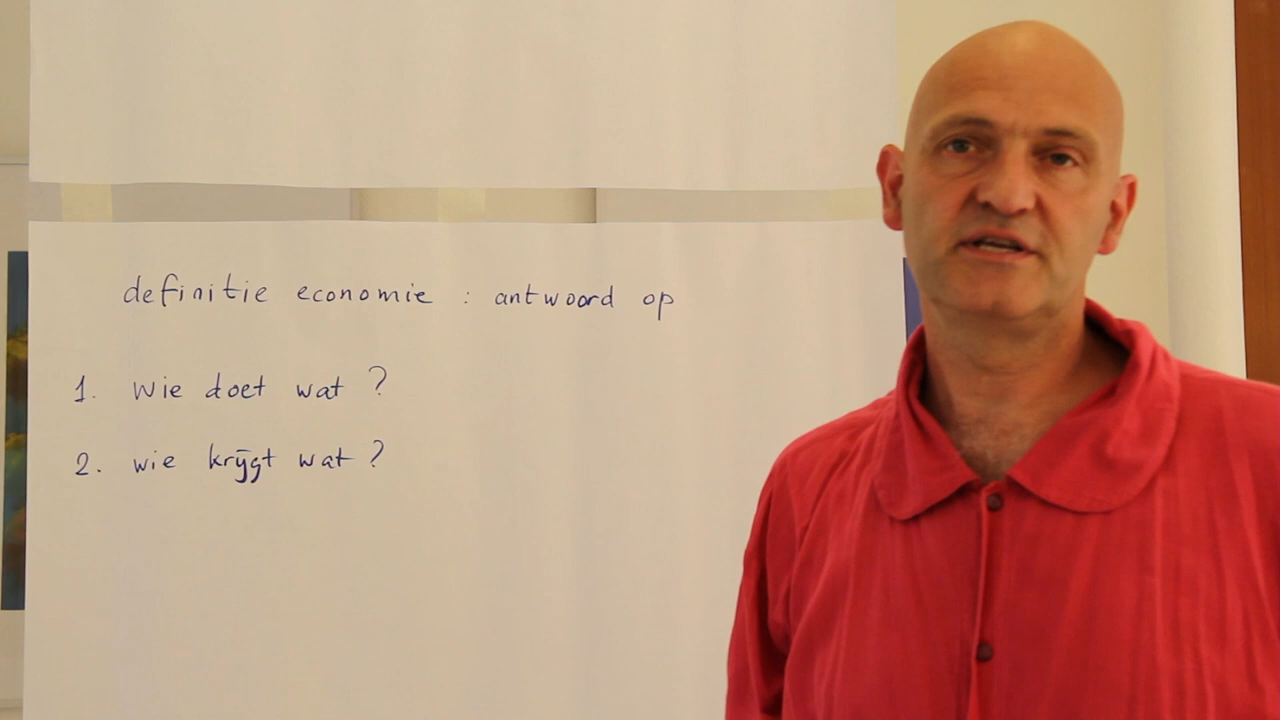 definitie economie : antwoord op
1. wie doet wat ?
2. wie krijgt wat ?